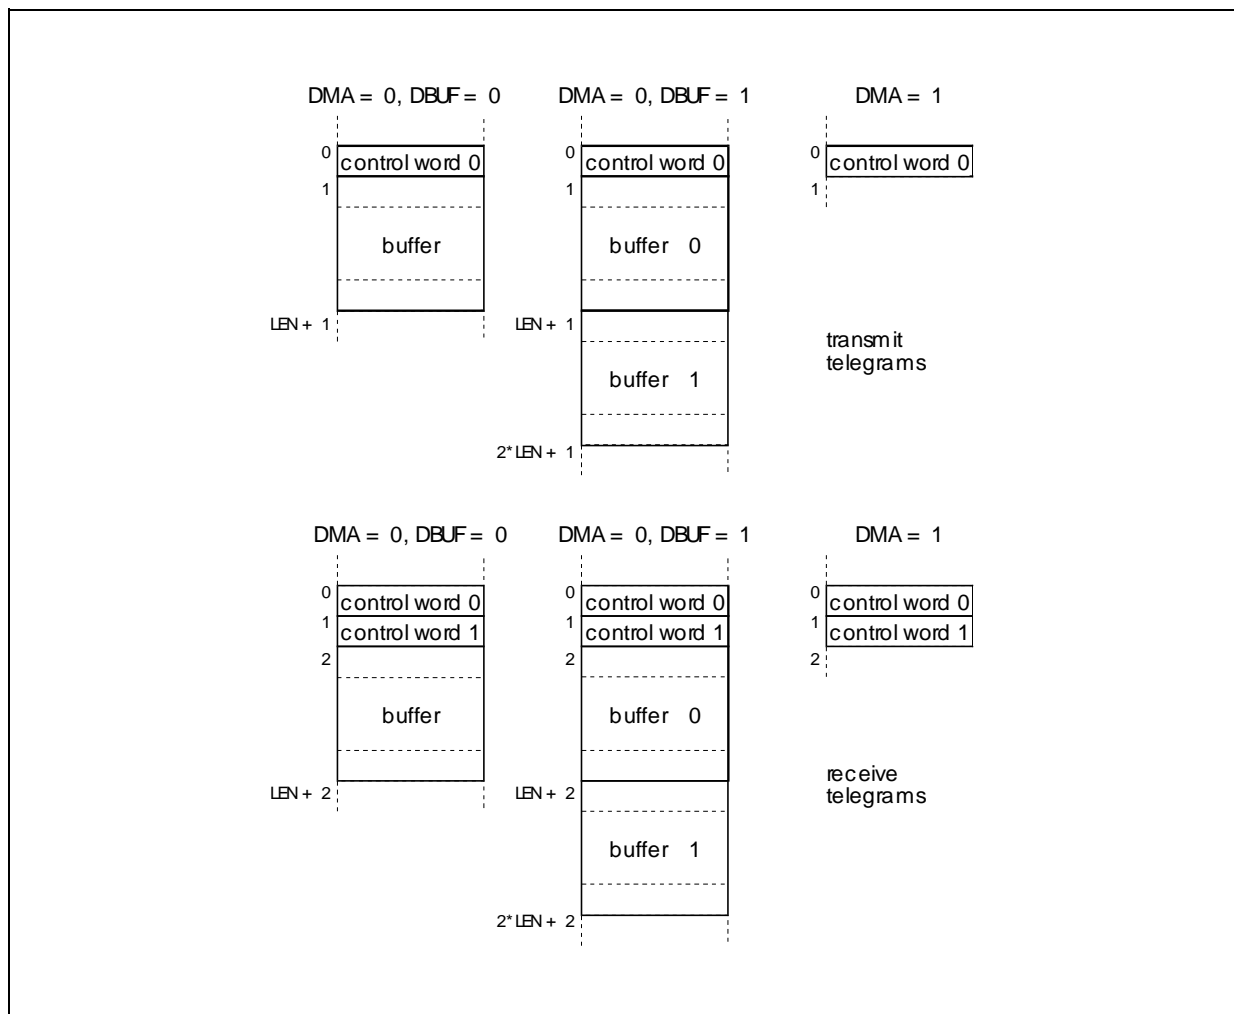 DMA = 0, DBUF = 0 DMA = 0, DBUF = 1 DMA = 1
0 control word 0 0 control word 0 0 control word 0
1 1 1
buffer buffer 0
LEN + 1 LEN + 1
transmit
telegrams
buffer 1
2*LEN + 1
DMA = 0, DBUF = 0 DMA = 0, DBUF = 1 DMA = 1
0 control word 0 0 control word 0 0 control word 0
1 control word 1 1 control word 1 1 control word 1
2 2 2
buffer buffer 0
LEN + 2 LEN + 2
receive
telegrams
buffer 1
2*LEN + 2